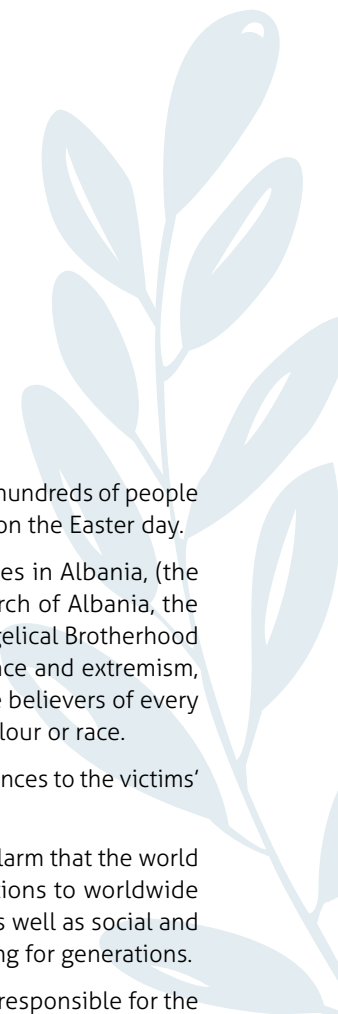 hundreds of people
on the Easter day.
es in Albania, (the
rch of Albania, the
gelical Brotherhood
nce and extremism,
e believers of every
lour or race.
nces to the victims’
larm that the world
tions to worldwide
s well as social and
ng for generations.
responsible for the